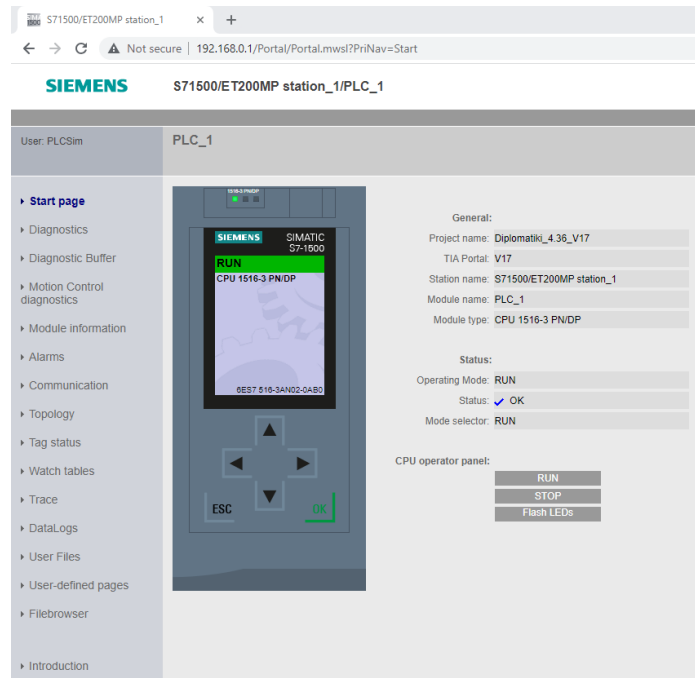 S71500/ET200MP station_1
Not secure | 192.168.0.1/Portal/Portal.mwsl?PriNav=Start
SIEMENS S71500/ET200MP station_1/PLC_1
User: PLCSim PLC_1
Start page
Diagnostics
Diagnostic Buffer
Motion Control
diagnostics
Module information
Alarms
Communication
Topology
Tag status
Watch tables
Trace
DataLogs
User Files
User-defined pages
Filebrowser
Introduction
1516-3 PN/DP
SIEMENS SIMATIC
S7-1500
RUN
CPU 1516-3 PN/DP
6ES7 516-3AN02-0AB0
ESC OK
General:
Project name: Diplomatiki_4.36_V17
TIA Portal: V17
Station name: S71500/ET200MP station_1
Module name: PLC_1
Module type: CPU 1516-3 PN/DP
Status:
Operating Mode: RUN
Status: OK
Mode selector: RUN
CPU operator panel:
RUN
STOP
Flash LEDs